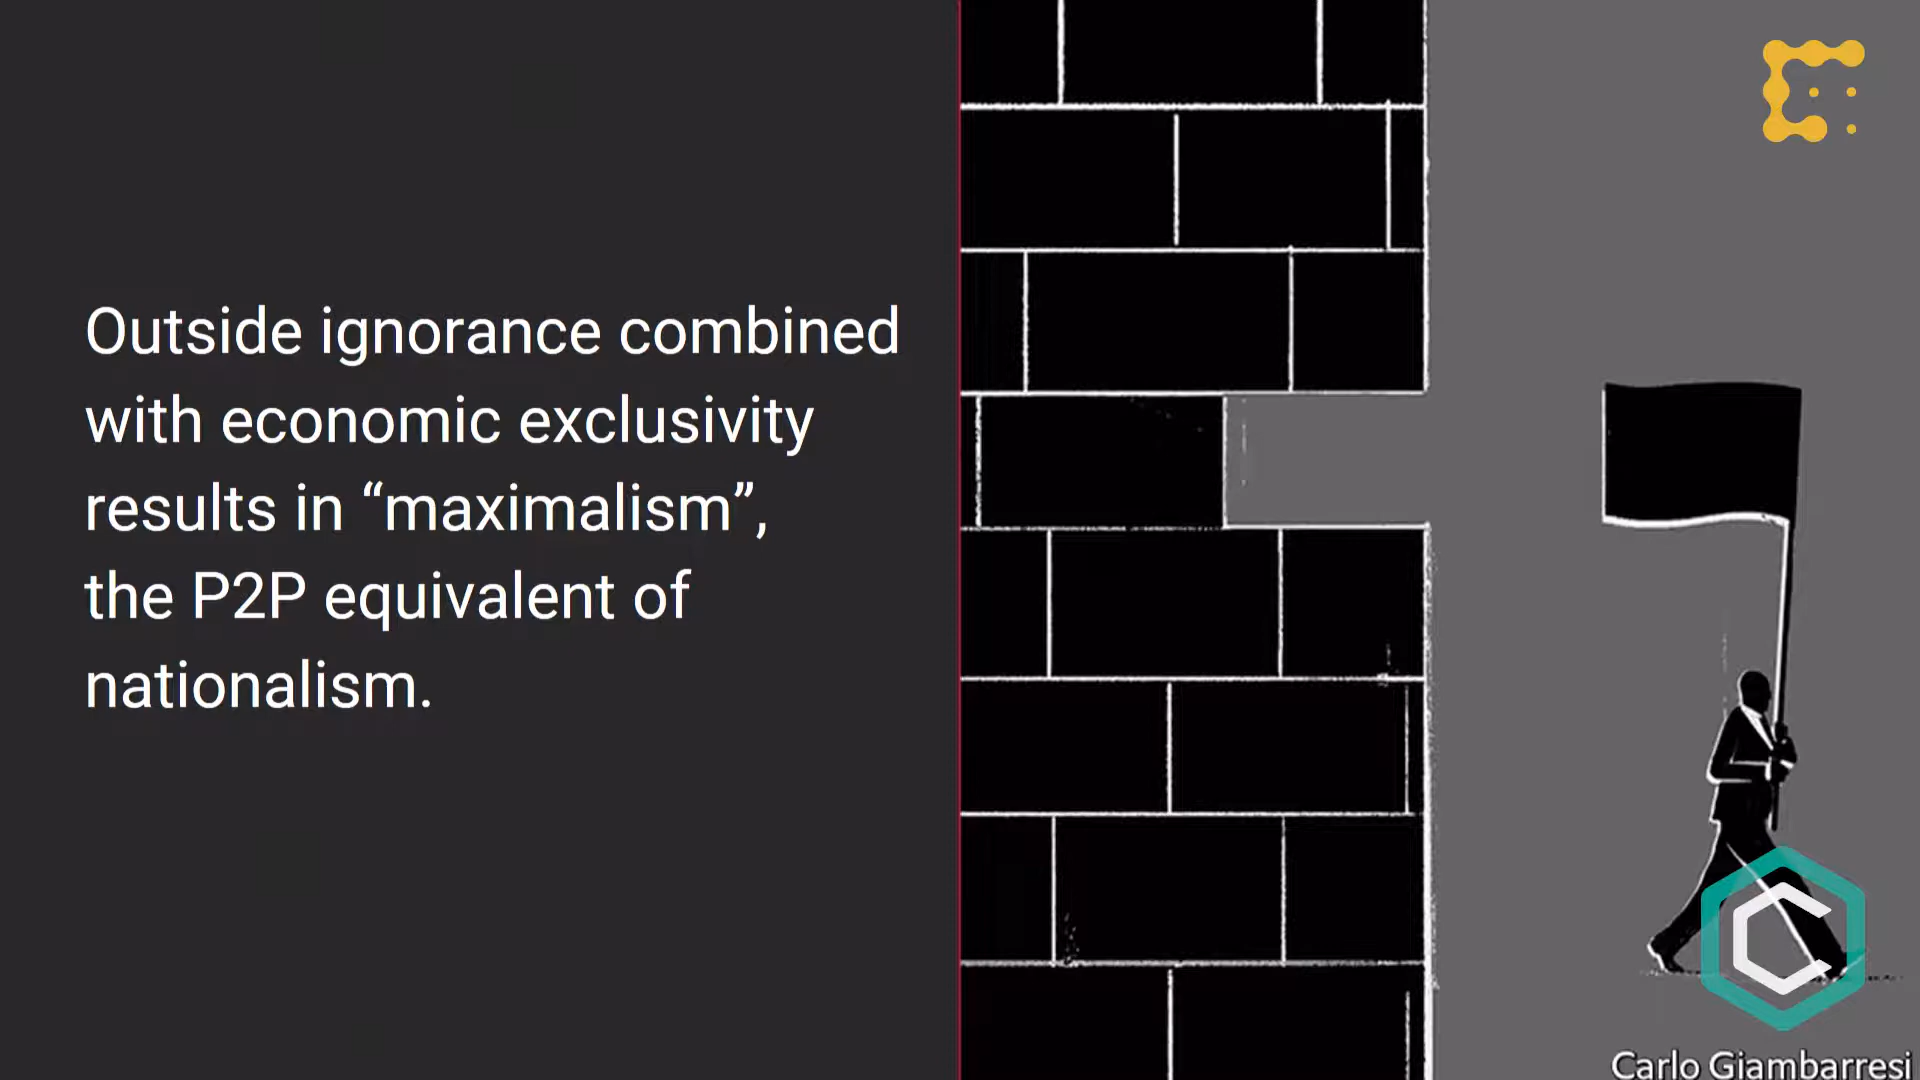 Outside ignorance combined
with economic exclusivity
results in “maximalism”,
the P2P equivalent of
nationalism.
Carlo Giambarresi